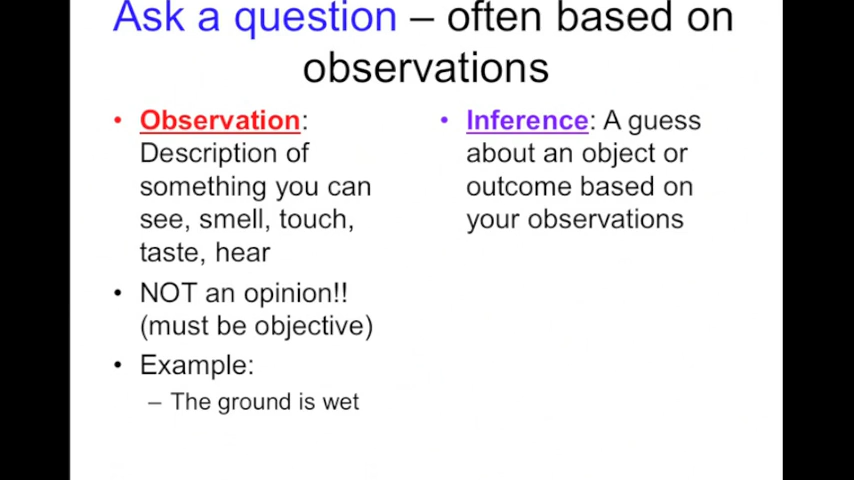 Ask a question – often based on
observations
• Observation:
Description of
something you can
see, smell, touch,
taste, hear
• NOT an opinion!!
(must be objective)
• Example:
– The ground is wet
• Inference: A guess
about an object or
outcome based on
your observations